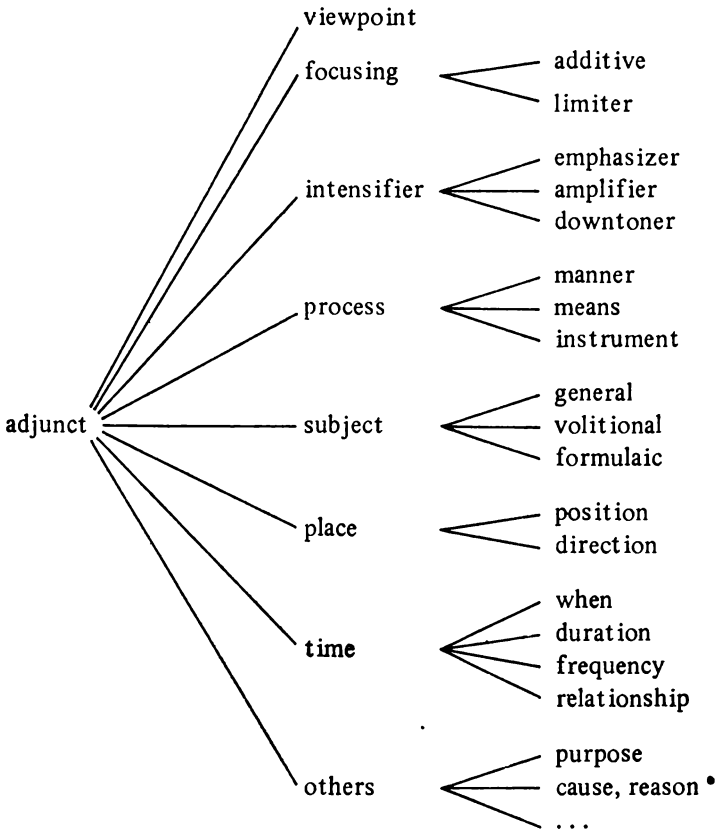 viewpoint
focusing
additive
limiter
intensifier
emphasizer
amplifier
downtoner
process
manner
means
instrument
adjunct
subject
general
volitional
formulaic
place
position
direction
time
when
duration
frequency
relationship
others
purpose
cause, reason
...